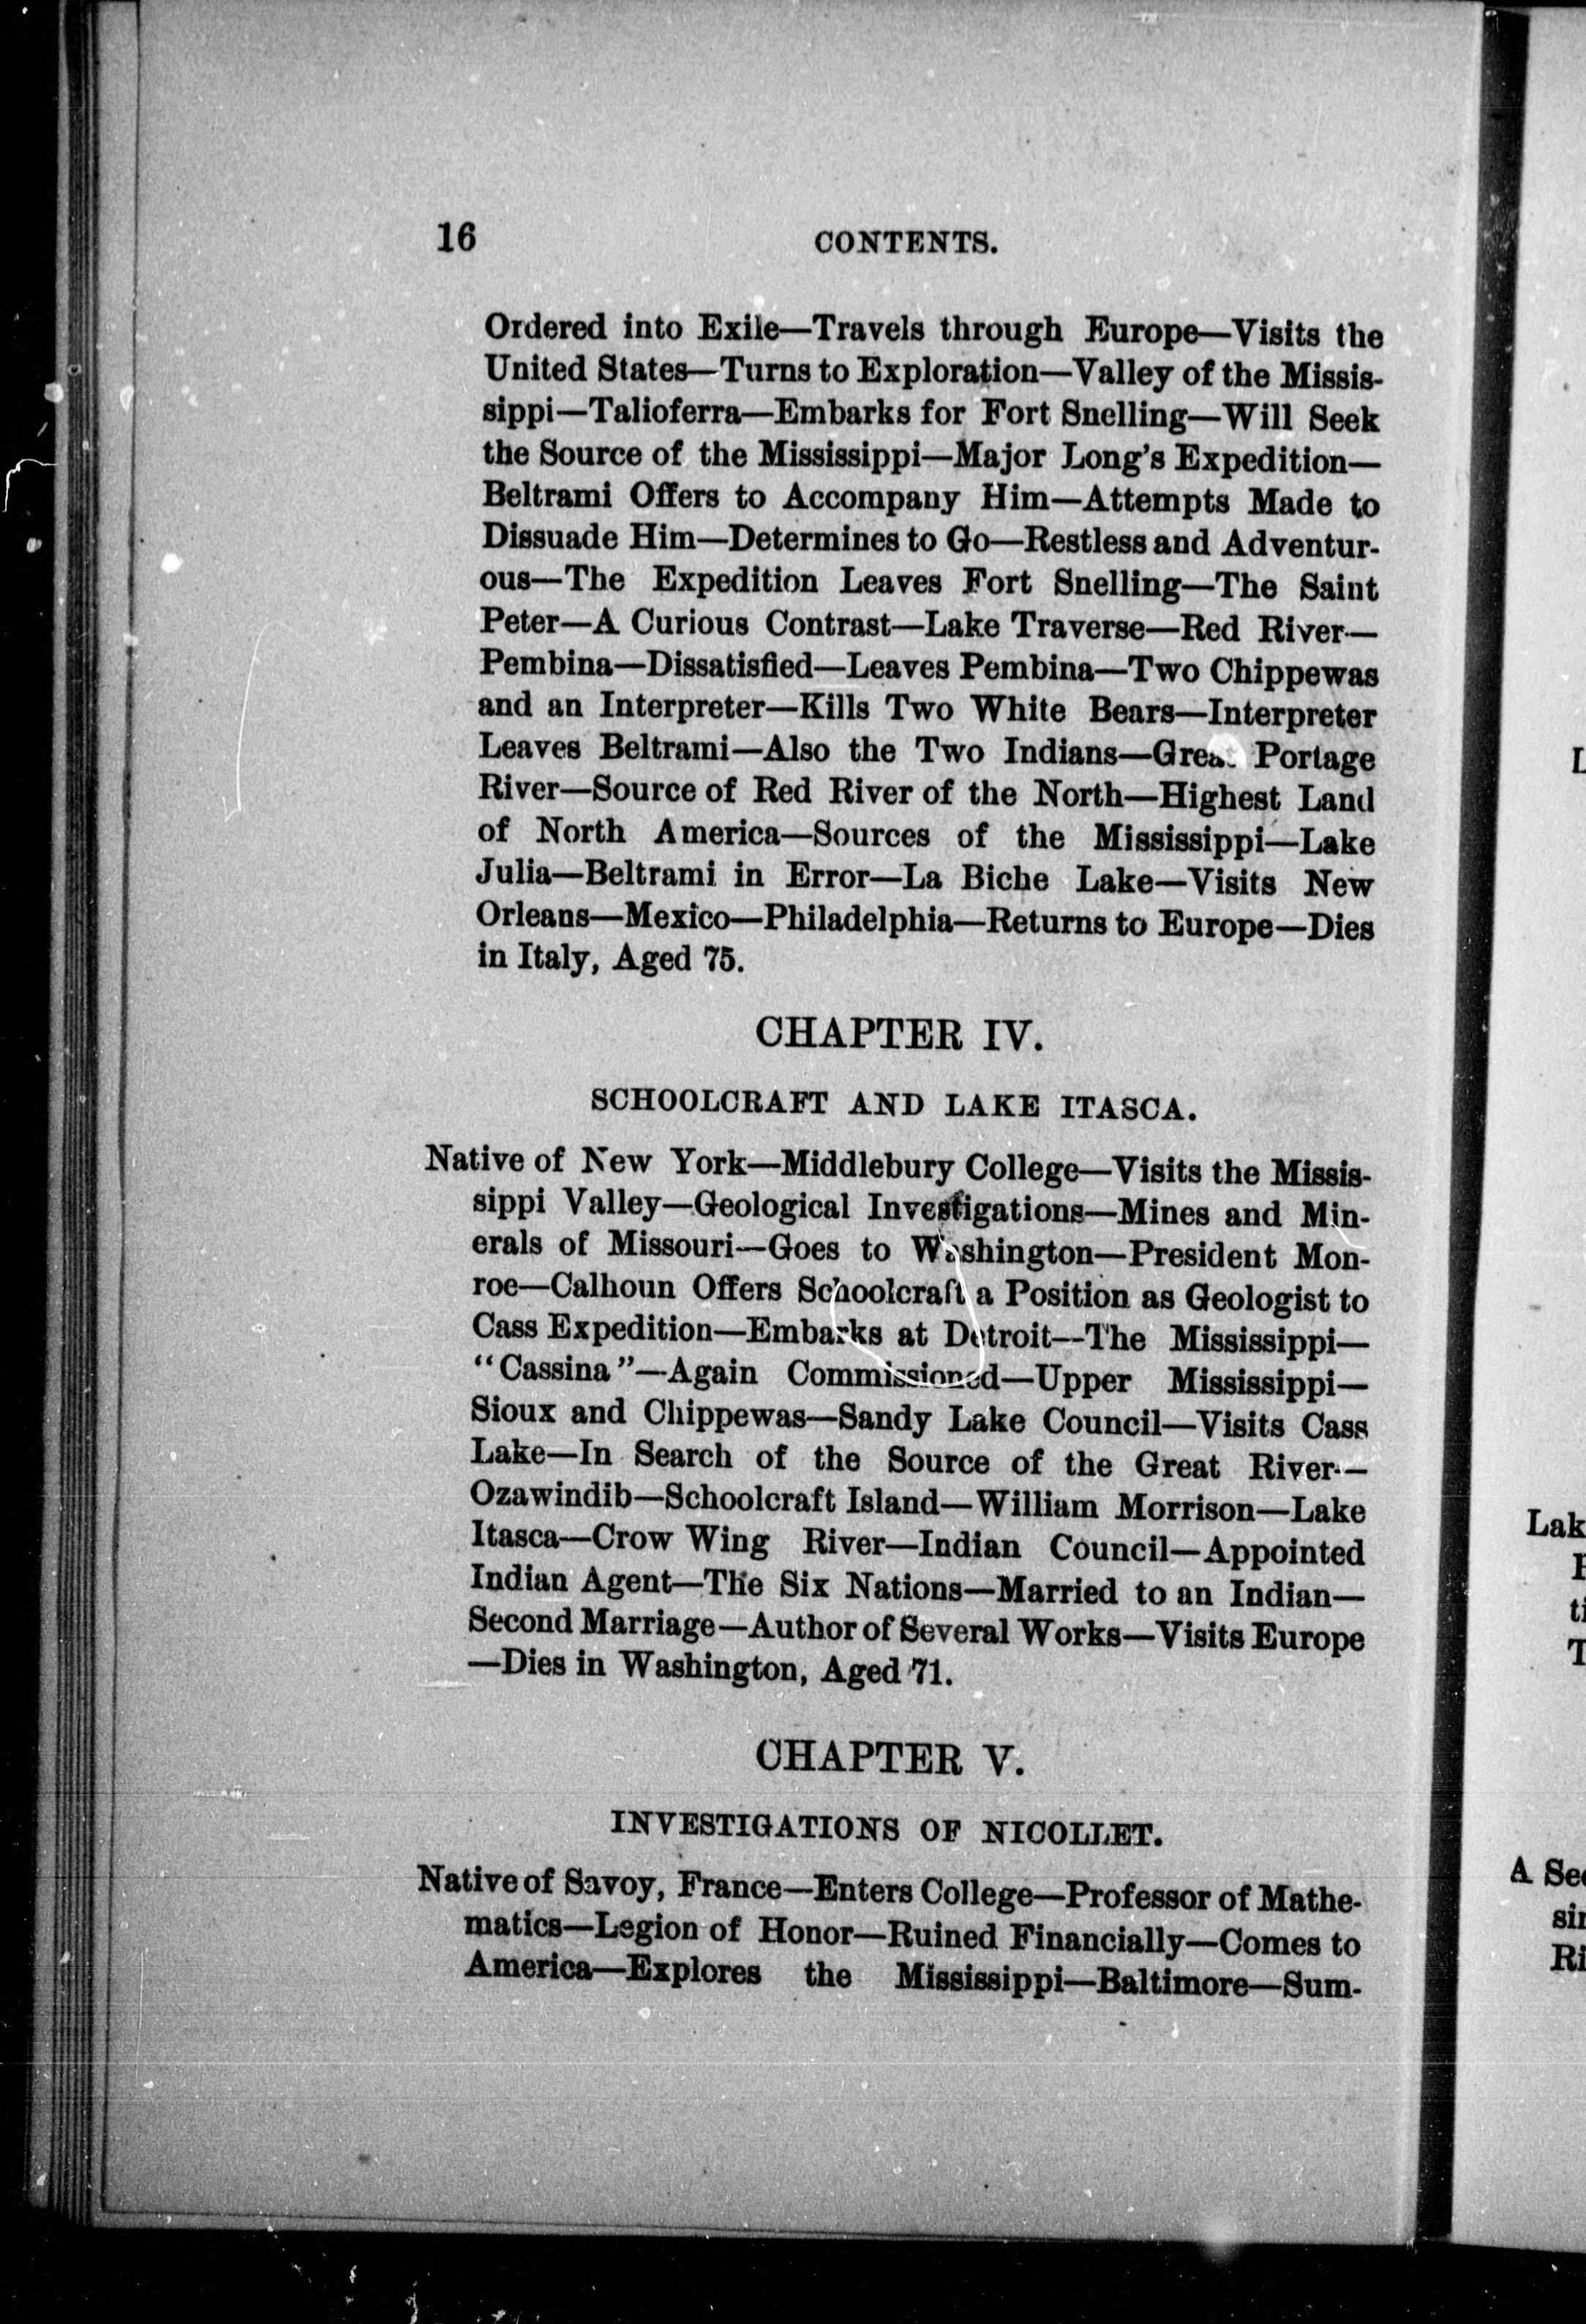 16 CONTENTS.
Ordered into Exile—Travels through Europe—Visits the
United States—Turns to Exploration—Valley of the Missis-
sippi—Talioferra—Embarks for Fort Snelling—Will Seek
the Source of the Mississippi—Major Long's Expedition—
Beltrami Offers to Accompany Him—Attempts Made to
Dissuade Him—Determines to Go—Restless and Adventur-
ous—The Expedition Leaves Fort Snelling—The Saint
Peter—A Curious Contrast—Lake Traverse—Red River—
Pembina—Dissatisfied—Leaves Pembina—Two Chippewas
and an Interpreter—Kills Two White Bears—Interpreter
Leaves Beltrami—Also the Two Indians—Great Portage
River—Source of Red River of the North—Highest Land
of North America—Sources of the Mississippi—Lake
Julia—Beltrami in Error—La Biche Lake—Visits New
Orleans—Mexico—Philadelphia—Returns to Europe—Dies
in Italy, Aged 75.
CHAPTER IV.
SCHOOLCRAFT AND LAKE ITASCA.
Native of New York—Middlebury College—Visits the Missis-
sippi Valley—Geological Investigations—Mines and Min-
erals of Missouri—Goes to Washington—President Mon-
roe—Calhoun Offers Schoolcraft a Position as Geologist to
Cass Expedition—Embarks at Detroit—The Mississippi—
"Cassina"—Again Commissioned—Upper Mississippi—
Sioux and Chippewas—Sandy Lake Council—Visits Cass
Lake—In Search of the Source of the Great River—
Ozawindib—Schoolcraft Island—William Morrison—Lake
Itasca—Crow Wing River—Indian Council—Appointed
Indian Agent—The Six Nations—Married to an Indian—
Second Marriage—Author of Several Works—Visits Europe
—Dies in Washington, Aged 71.
CHAPTER V.
INVESTIGATIONS OF NICOLLET.
Native of Savoy, France—Enters College—Professor of Mathe-
matics—Legion of Honor—Ruined Financially—Comes to
America—Explores the Mississippi—Baltimore—Sum-